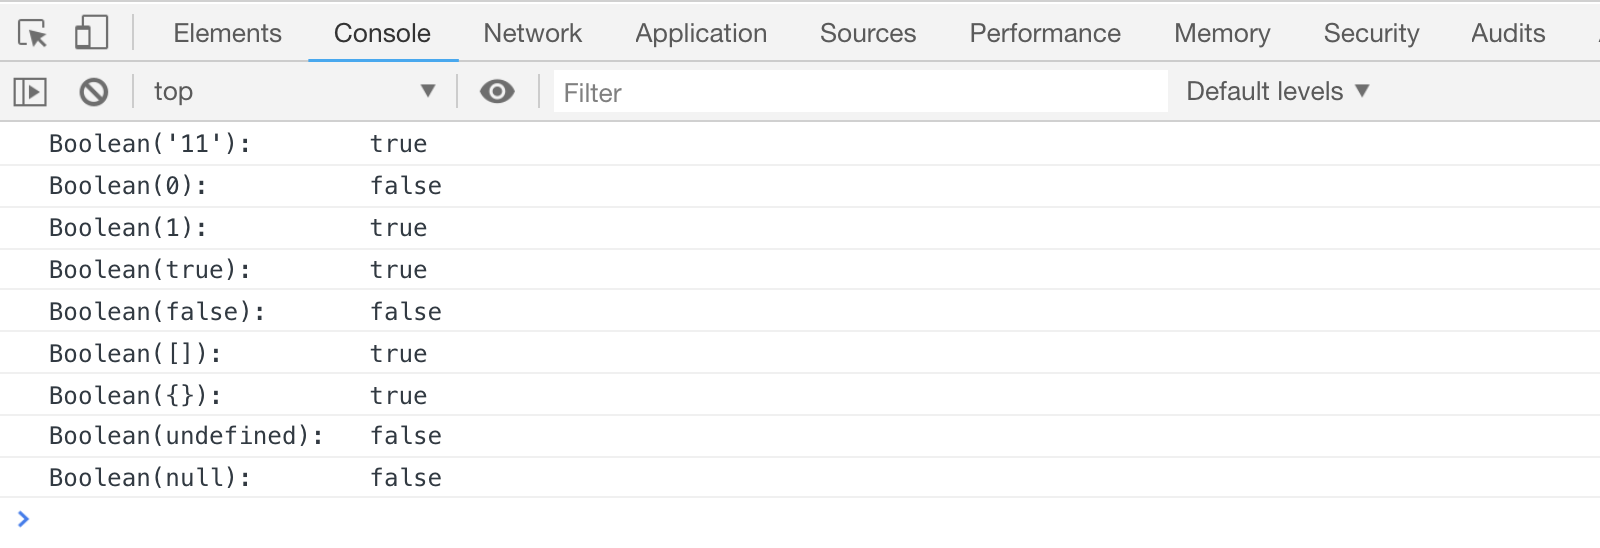 Elements Console Network Application Sources Performance Memory Security Audits
top ▼ Filter Default levels ▼
Boolean('11'): true
Boolean(0): false
Boolean(1): true
Boolean(true): true
Boolean(false): false
Boolean([]): true
Boolean({}): true
Boolean(undefined): false
Boolean(null): false